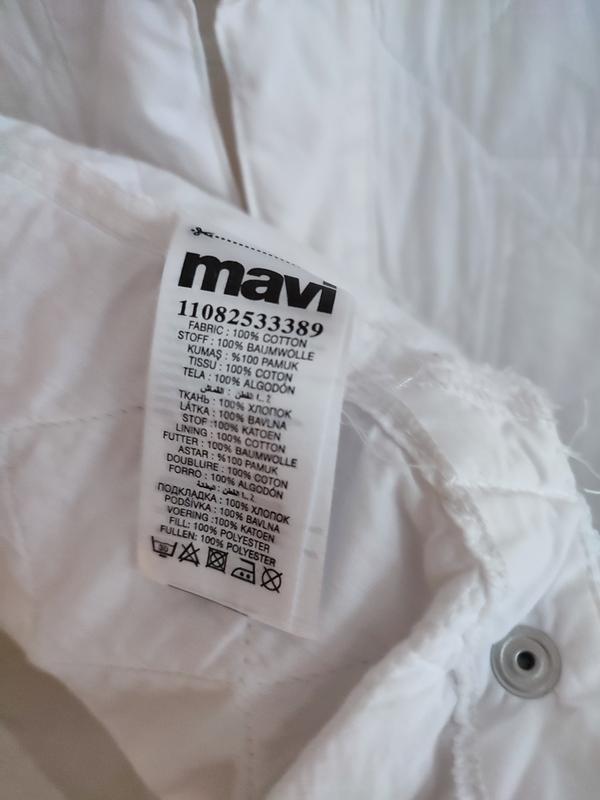 mavi
11082533389
FABRIC : 100% COTTON
STOFF : 100% BAUMWOLLE
KUMAŞ : %100 PAMUK
TISSU : 100% COTON
TELA : 100% ALGODÓN
ТКАНЬ : 100% ХЛОПОК
LÁTKA : 100% BAVLNA
STOF :100% KATOEN
LINING : 100% COTTON
FUTTER : 100% BAUMWOLLE
ASTAR : %100 PAMUK
DOUBLURE : 100% COTON
FORRO : 100% ALGODÓN
ПОДКЛАДКА : 100% ХЛОПОК
PODŠÍVKA : 100% BAVLNA
VOERING :100% KATOEN
FILL: 100% POLYESTER
FULLEN: 100% POLYESTER
30